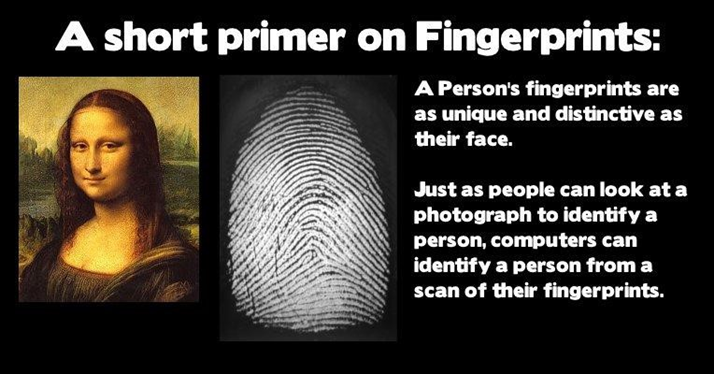 A short primer on Fingerprints:
A Person's fingerprints are
as unique and distinctive as
their face.
Just as people can look at a
photograph to identify a
person, computers can
identify a person from a
scan of their fingerprints.